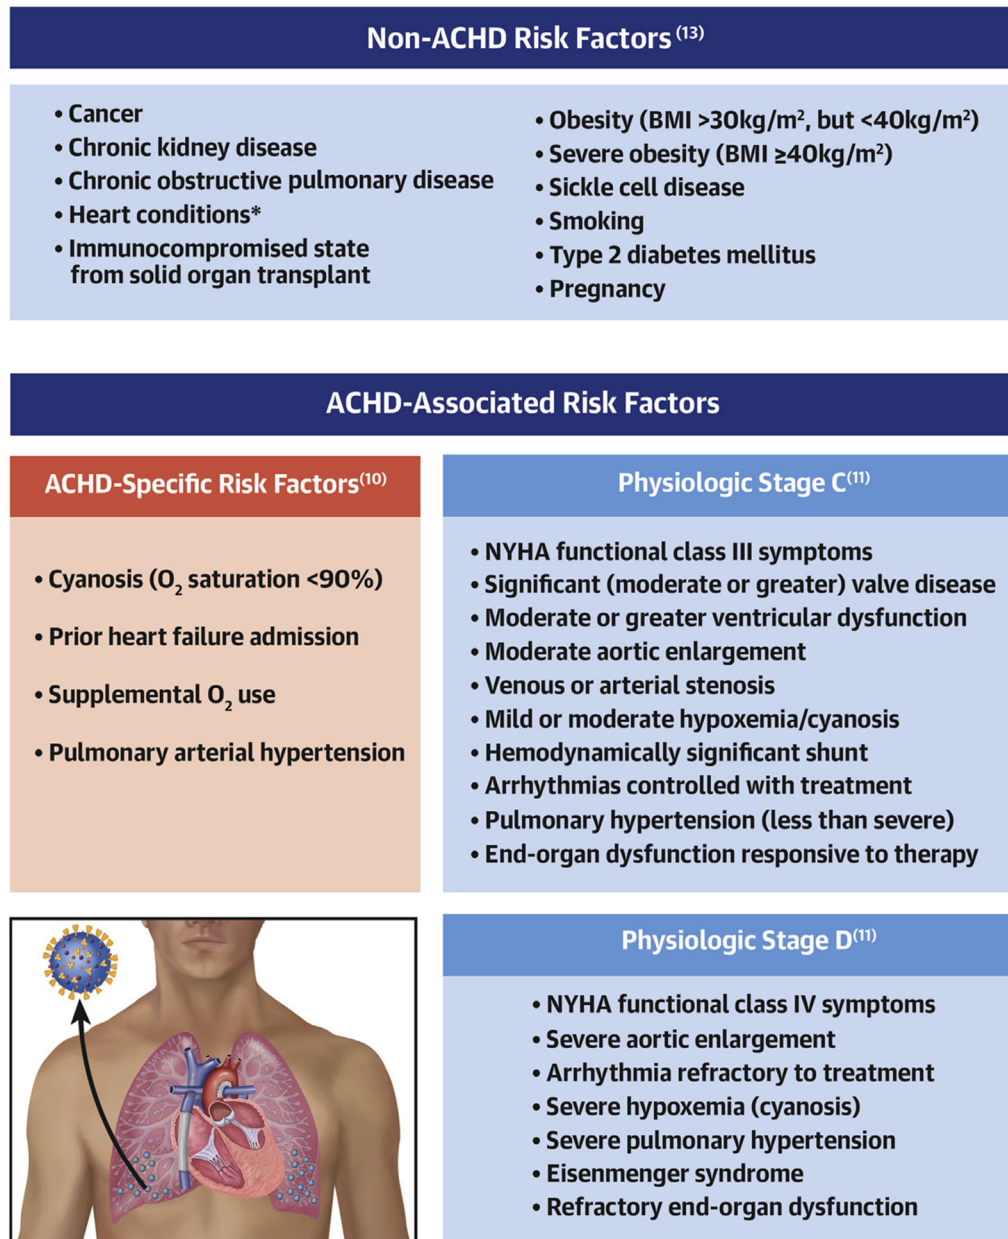 Non-ACHD Risk Factors (13)
• Cancer
• Chronic kidney disease
• Chronic obstructive pulmonary disease
• Heart conditions*
• Immunocompromised state
from solid organ transplant
• Obesity (BMI >30kg/m², but <40kg/m²)
• Severe obesity (BMI ≥40kg/m²)
• Sickle cell disease
• Smoking
• Type 2 diabetes mellitus
• Pregnancy
ACHD-Associated Risk Factors
ACHD-Specific Risk Factors(10)
• Cyanosis (O₂ saturation <90%)
• Prior heart failure admission
• Supplemental O₂ use
• Pulmonary arterial hypertension
Physiologic Stage C(11)
• NYHA functional class III symptoms
• Significant (moderate or greater) valve disease
• Moderate or greater ventricular dysfunction
• Moderate aortic enlargement
• Venous or arterial stenosis
• Mild or moderate hypoxemia/cyanosis
• Hemodynamically significant shunt
• Arrhythmias controlled with treatment
• Pulmonary hypertension (less than severe)
• End-organ dysfunction responsive to therapy
Physiologic Stage D(11)
• NYHA functional class IV symptoms
• Severe aortic enlargement
• Arrhythmia refractory to treatment
• Severe hypoxemia (cyanosis)
• Severe pulmonary hypertension
• Eisenmenger syndrome
• Refractory end-organ dysfunction